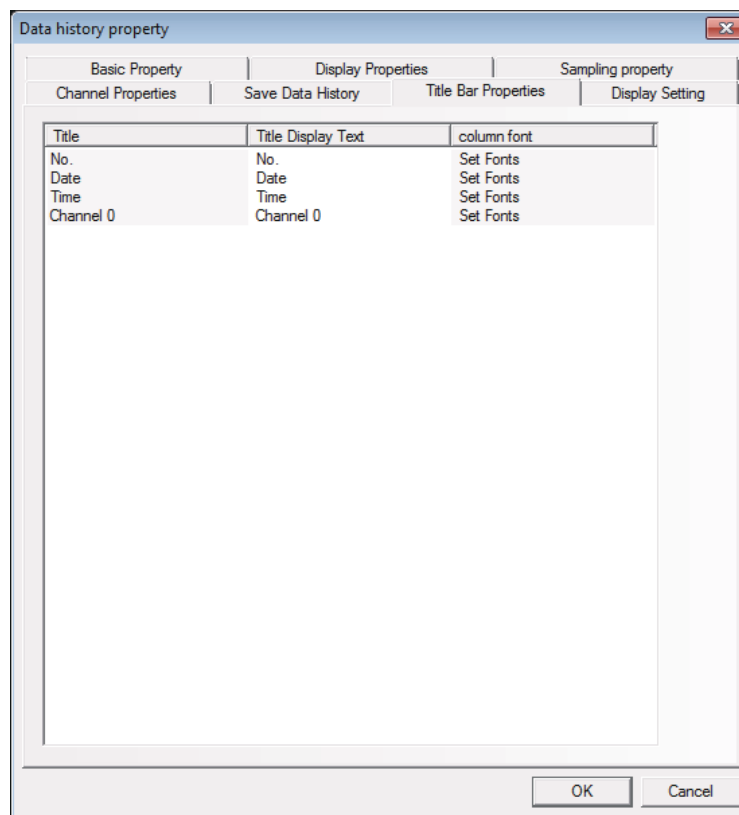 Data history property
Basic Property Display Properties Sampling property
Channel Properties Save Data History Title Bar Properties Display Setting
Title Title Display Text column font
No. No. Set Fonts
Date Date Set Fonts
Time Time Set Fonts
Channel 0 Channel 0 Set Fonts
OK Cancel